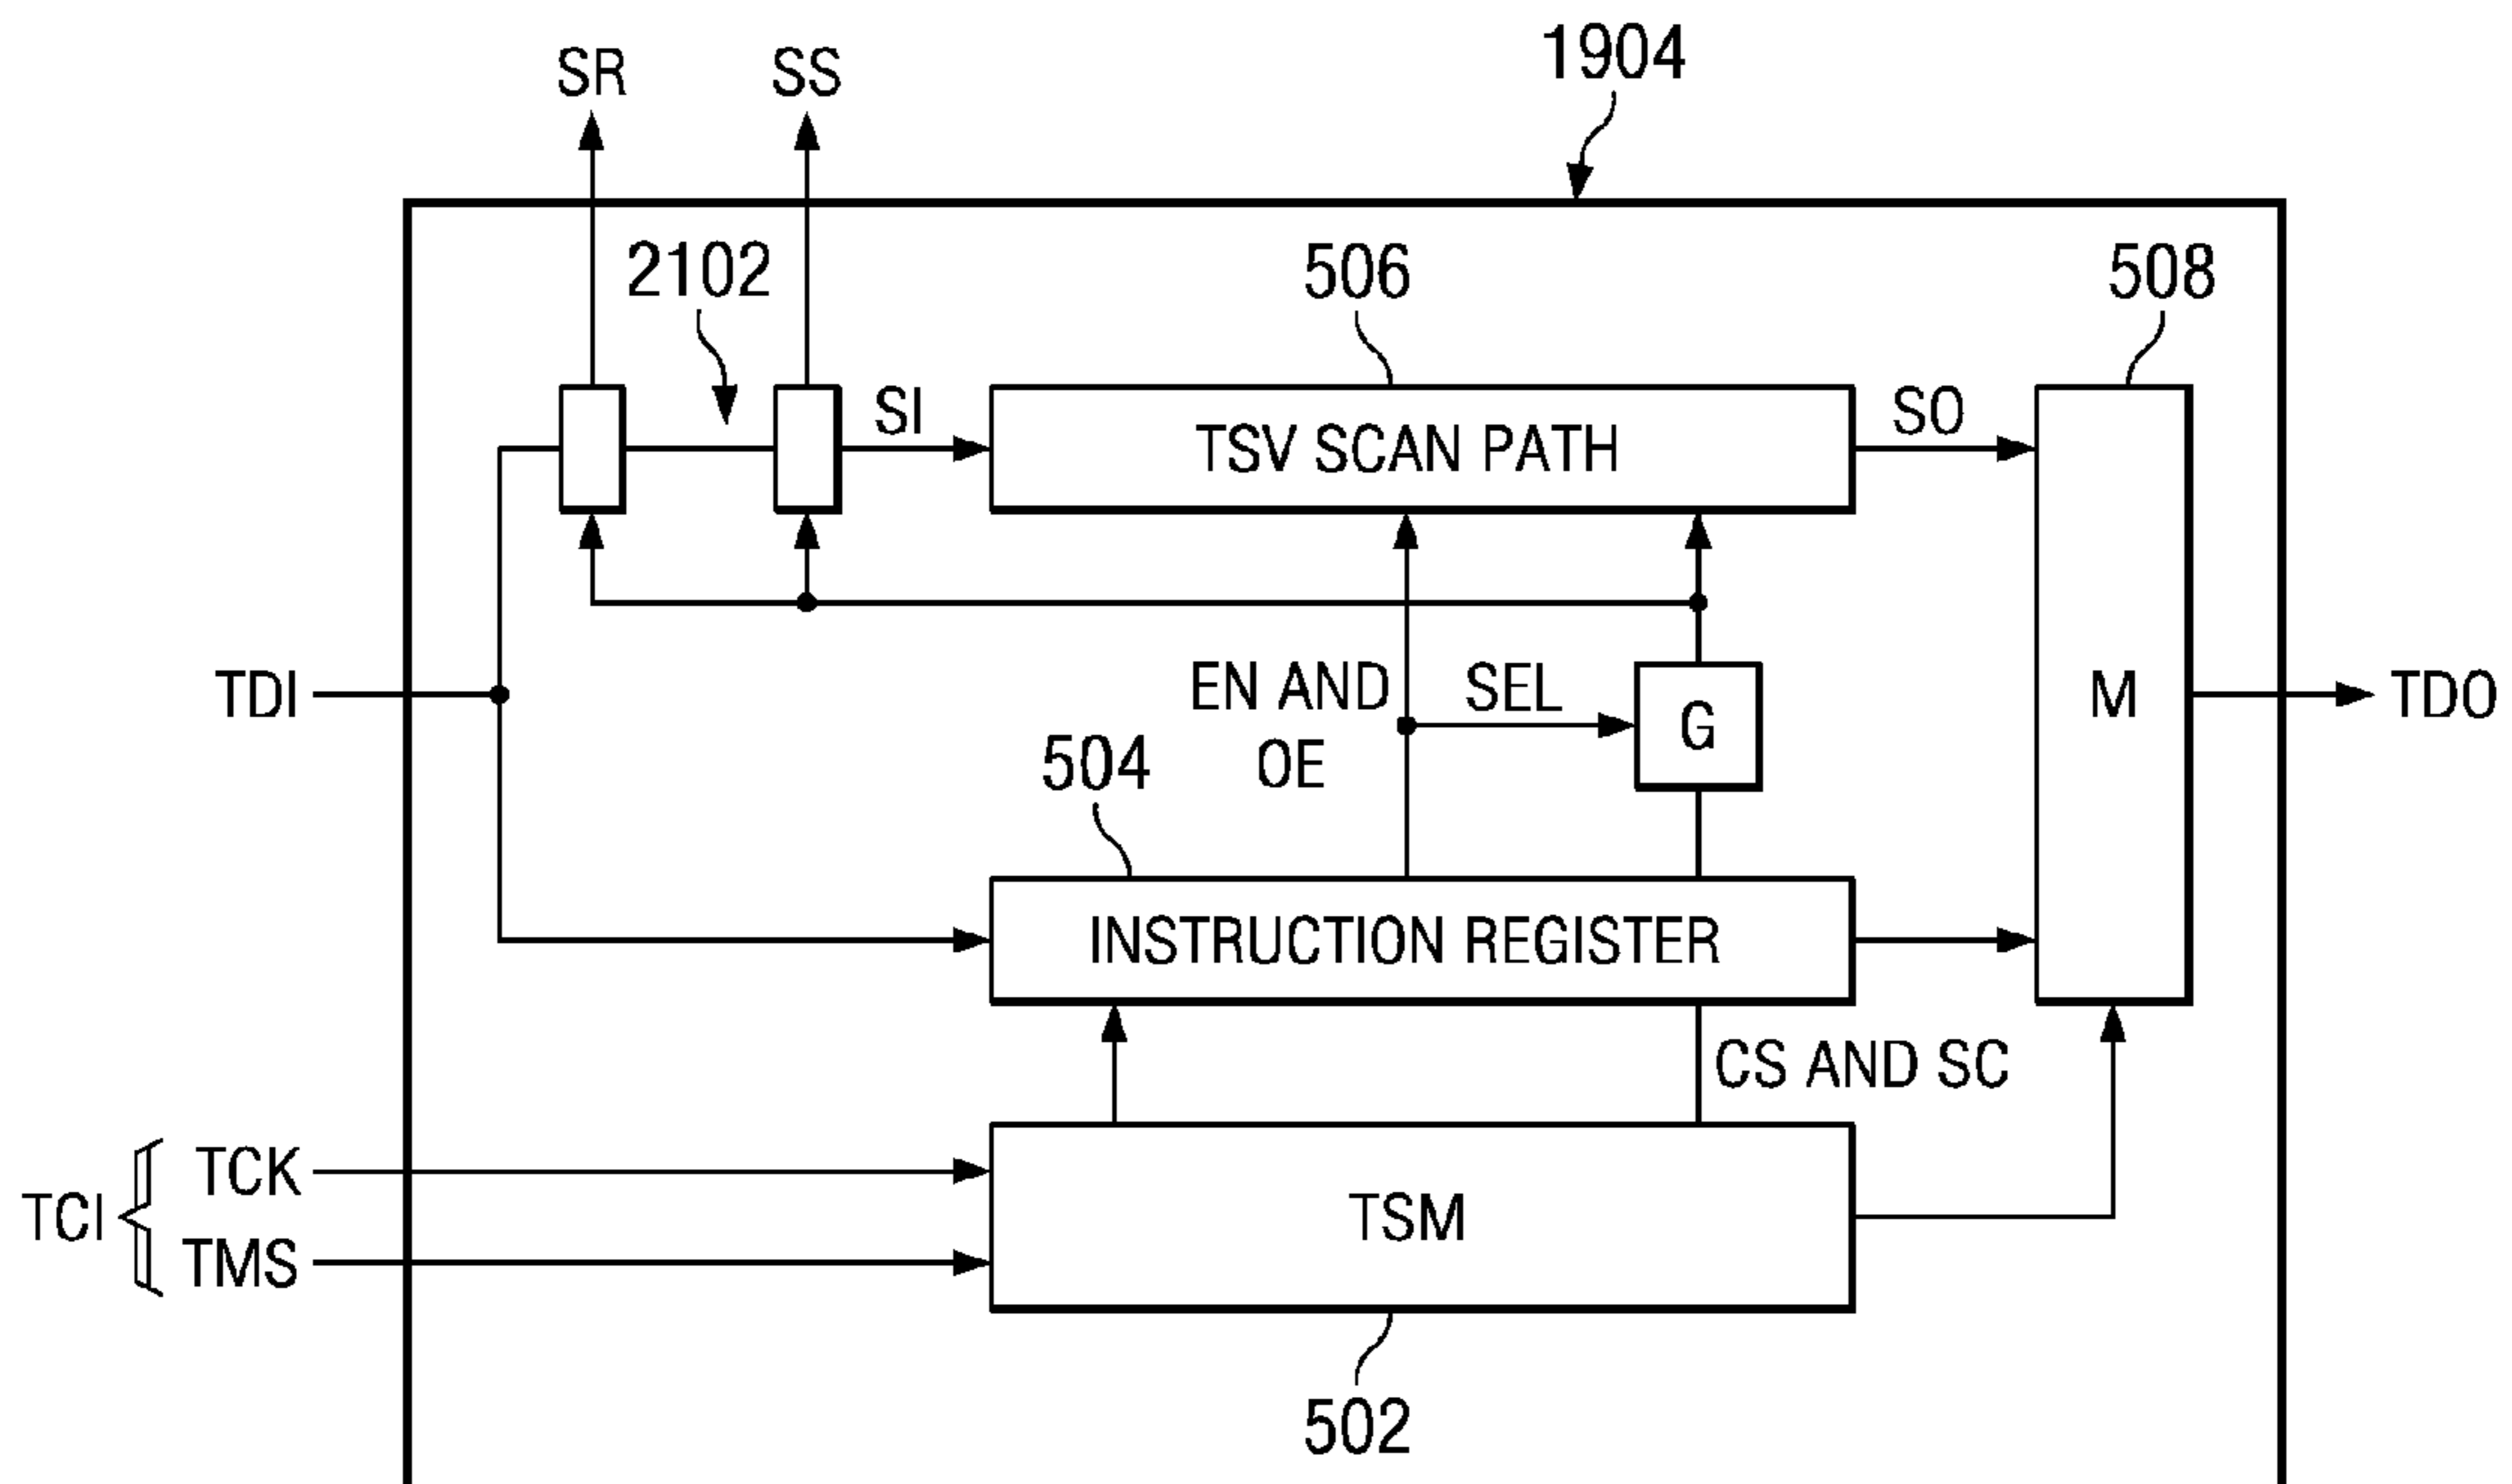 1904
SR
SS
2102
506
508
SI
TSV SCAN PATH
SO
EN AND
OE
SEL
G
M
TDI
TDO
504
INSTRUCTION REGISTER
CS AND SC
TCI
TCK
TMS
TSM
502